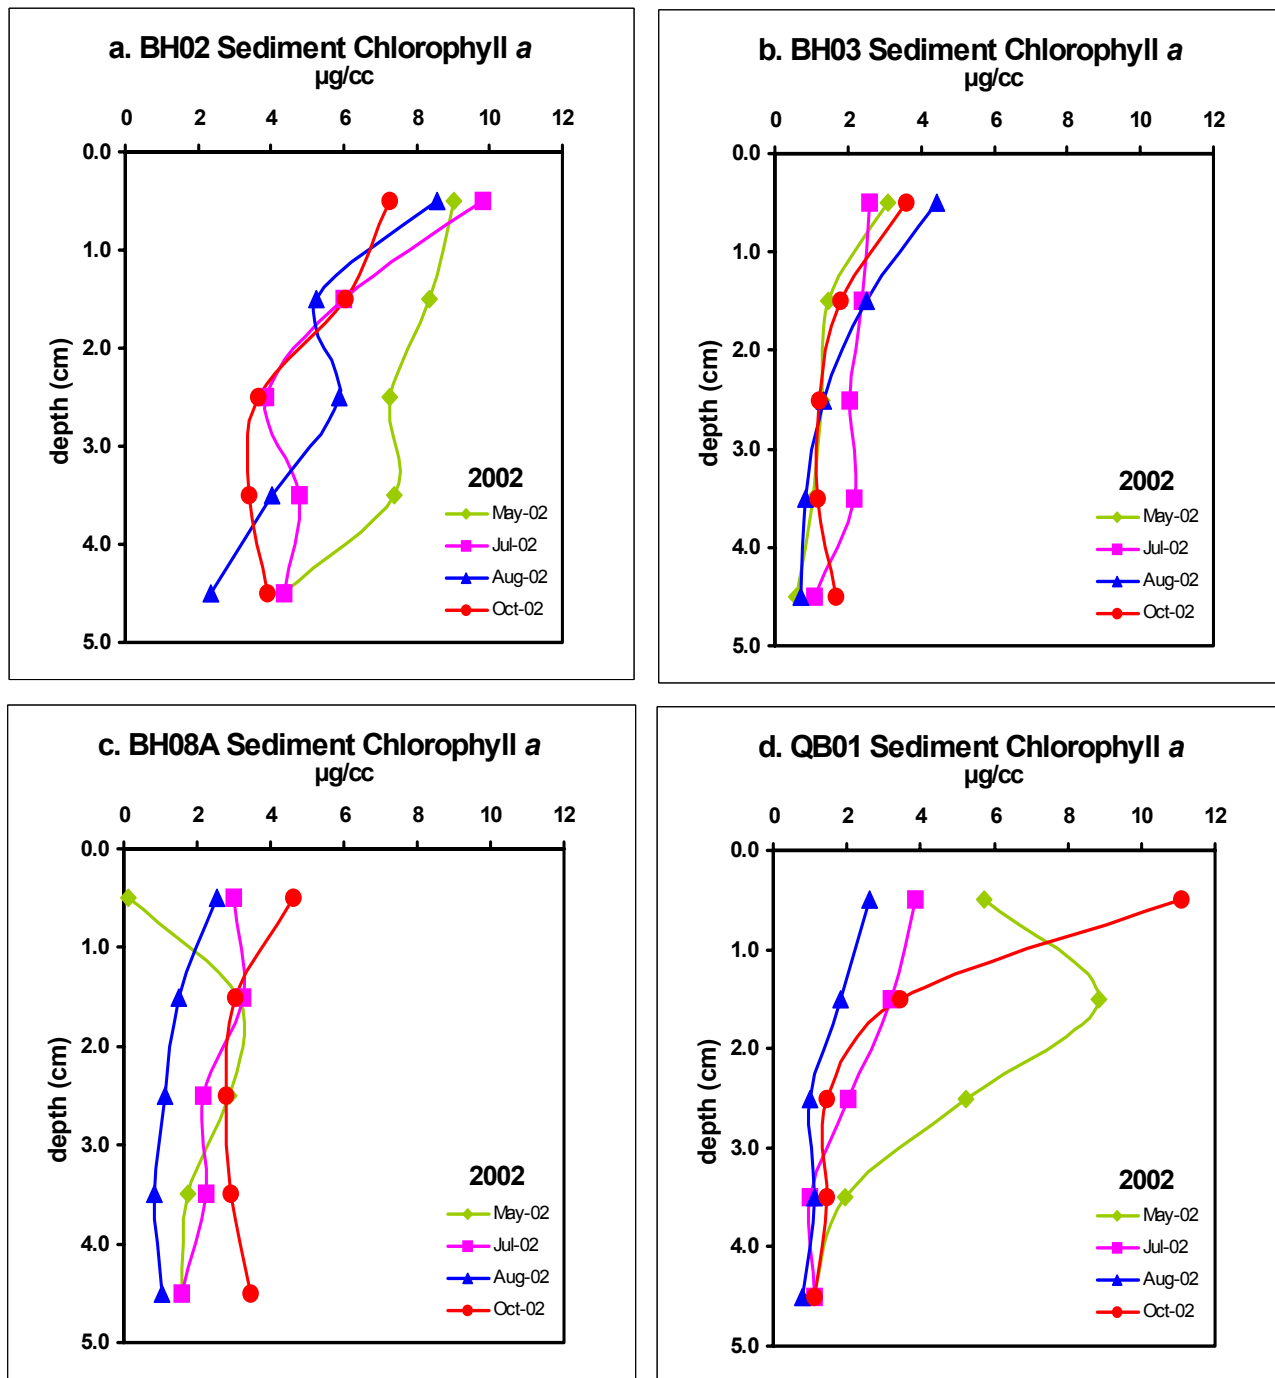 a. BH02 Sediment Chlorophyll a
µg/cc
0 2 4 6 8 10 12
0.0
1.0
2.0
3.0
4.0
5.0
depth (cm)
2002
May-02
Jul-02
Aug-02
Oct-02
b. BH03 Sediment Chlorophyll a
µg/cc
0 2 4 6 8 10 12
0.0
1.0
2.0
3.0
4.0
5.0
depth (cm)
2002
May-02
Jul-02
Aug-02
Oct-02
c. BH08A Sediment Chlorophyll a
µg/cc
0 2 4 6 8 10 12
0.0
1.0
2.0
3.0
4.0
5.0
depth (cm)
2002
May-02
Jul-02
Aug-02
Oct-02
d. QB01 Sediment Chlorophyll a
µg/cc
0 2 4 6 8 10 12
0.0
1.0
2.0
3.0
4.0
5.0
depth (cm)
2002
May-02
Jul-02
Aug-02
Oct-02